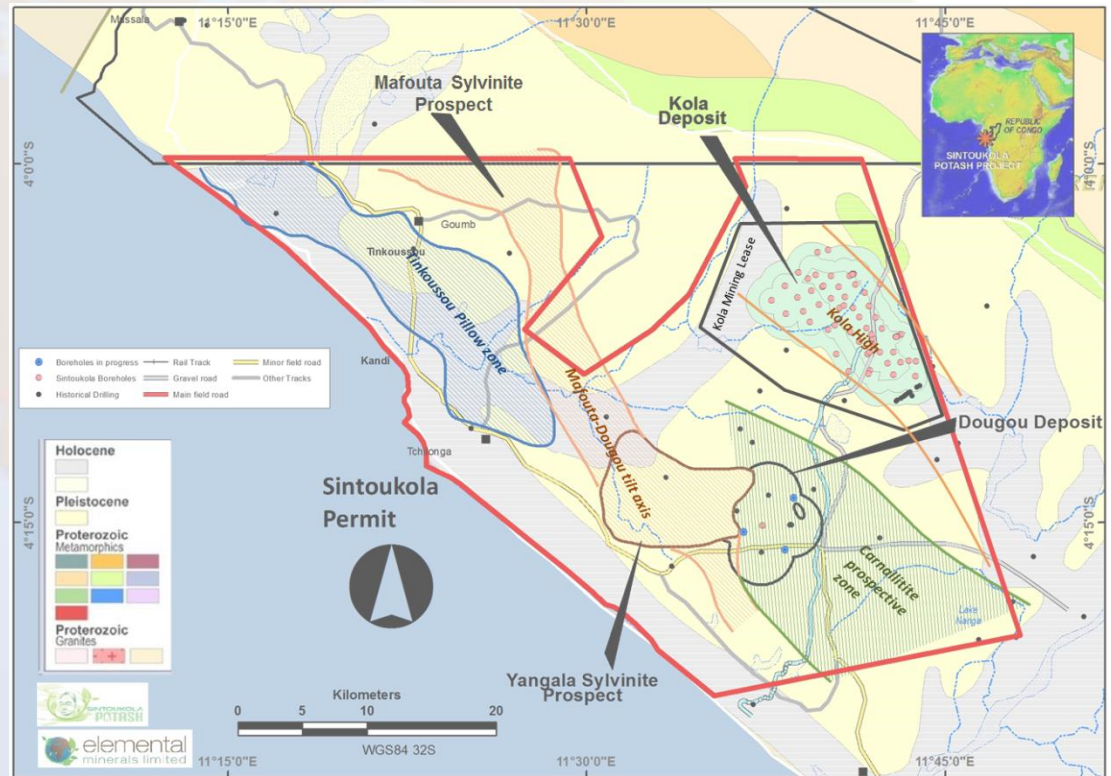 Mussala
11°15'0"E
11°30'0"E
11°45'0"E
Mafouta Sylvinite
Prospect
Kola
Deposit
REPUBLIC
OF CONGO
SINTOUKOLA
POTASH PROJECT
4°0'0"S
4°0'0"S
Goumb
Tinkoussou
Tinkoussou Pillow zone
Kola Mining Lease
Kola High
Boreholes in progress
Rail Track
Minor field road
Sintoukola Boreholes
Gravel road
Other Tracks
Historical Drilling
Main field road
Kandi
Mafouta-Dougou tilt axis
Dougou Deposit
Holocene
Pleistocene
Proterozoic
Metamorphics
Proterozoic
Granites
Sintoukola
Permit
4°15'0"S
4°15'0"S
Carnallitite
prospective
zone
Lake
Nanga
Yangala Sylvinite
Prospect
Kilometers
0 5 10 20
WGS84 32S
SINTOUKOLA
POTASH
elemental
minerals limited
11°15'0"E
11°30'0"E
11°45'0"E